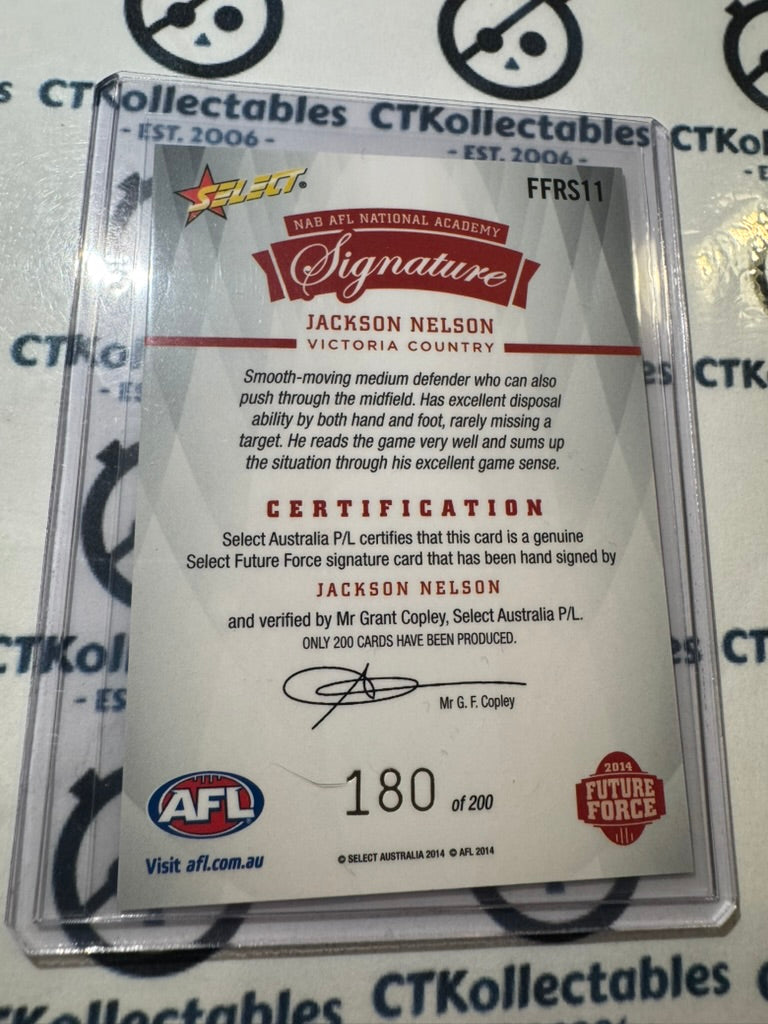 CTKollectables CTKollectables CTKol
- EST. 2006 -
- EST. 2006 -
SELECT®
FFRS11
NAB AFL NATIONAL ACADEMY
Signature
JACKSON NELSON
VICTORIA COUNTRY
Smooth-moving medium defender who can also
push through the midfield. Has excellent disposal
ability by both hand and foot, rarely missing a
target. He reads the game very well and sums up
the situation through his excellent game sense.
CERTIFICATION
Select Australia P/L certifies that this card is a genuine
Select Future Force signature card that has been hand signed by
JACKSON NELSON
and verified by Mr Grant Copley, Select Australia P/L.
ONLY 200 CARDS HAVE BEEN PRODUCED.
Mr G. F. Copley
AFL
180 of 200
2014
FUTURE
FORCE
Visit afl.com.au
© SELECT AUSTRALIA 2014 © AFL 2014
CTKollectables
CTKollectables